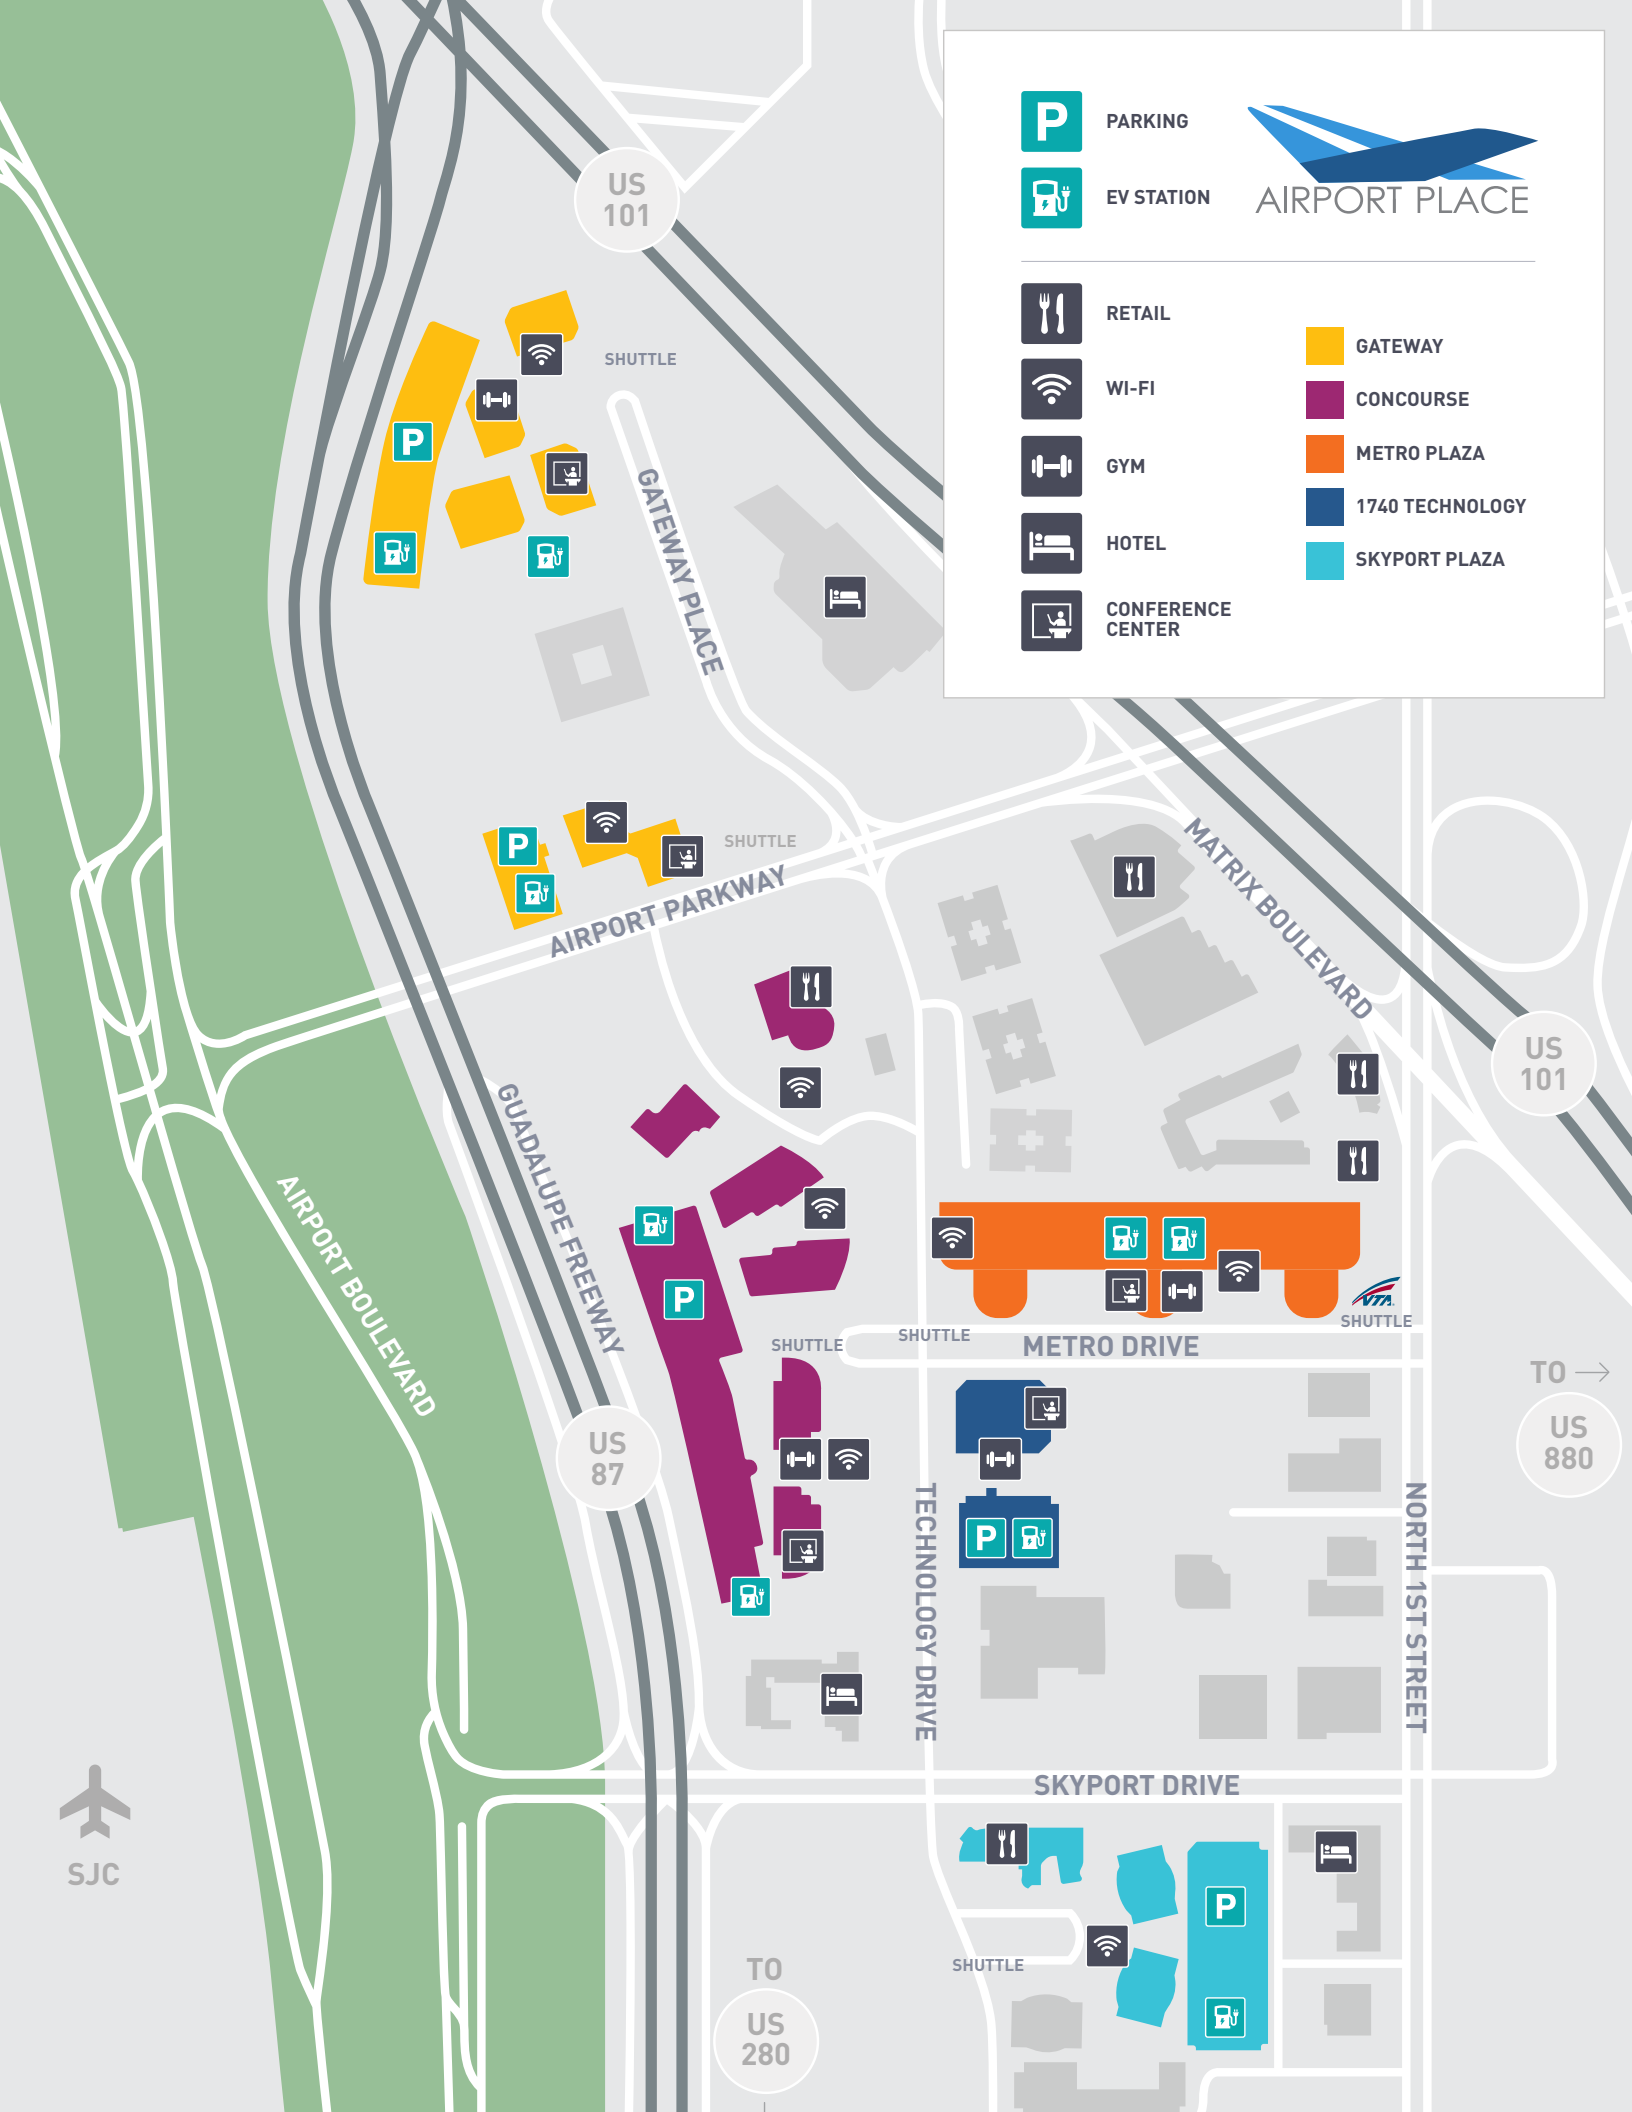 US
101
P
PARKING
EV STATION
AIRPORT PLACE
RETAIL
WI-FI
GYM
HOTEL
CONFERENCE
CENTER
GATEWAY
CONCOURSE
METRO PLAZA
1740 TECHNOLOGY
SKYPORT PLAZA
SHUTTLE
P
GATEWAY PLACE
P
SHUTTLE
AIRPORT PARKWAY
MATRIX BOULEVARD
US
101
GUADALUPE FREEWAY
AIRPORT BOULEVARD
P
VTA
SHUTTLE
SHUTTLE
SHUTTLE
METRO DRIVE
TO
US
880
US
87
P
TECHNOLOGY DRIVE
NORTH 1ST STREET
SKYPORT DRIVE
SJC
P
SHUTTLE
TO
US
280